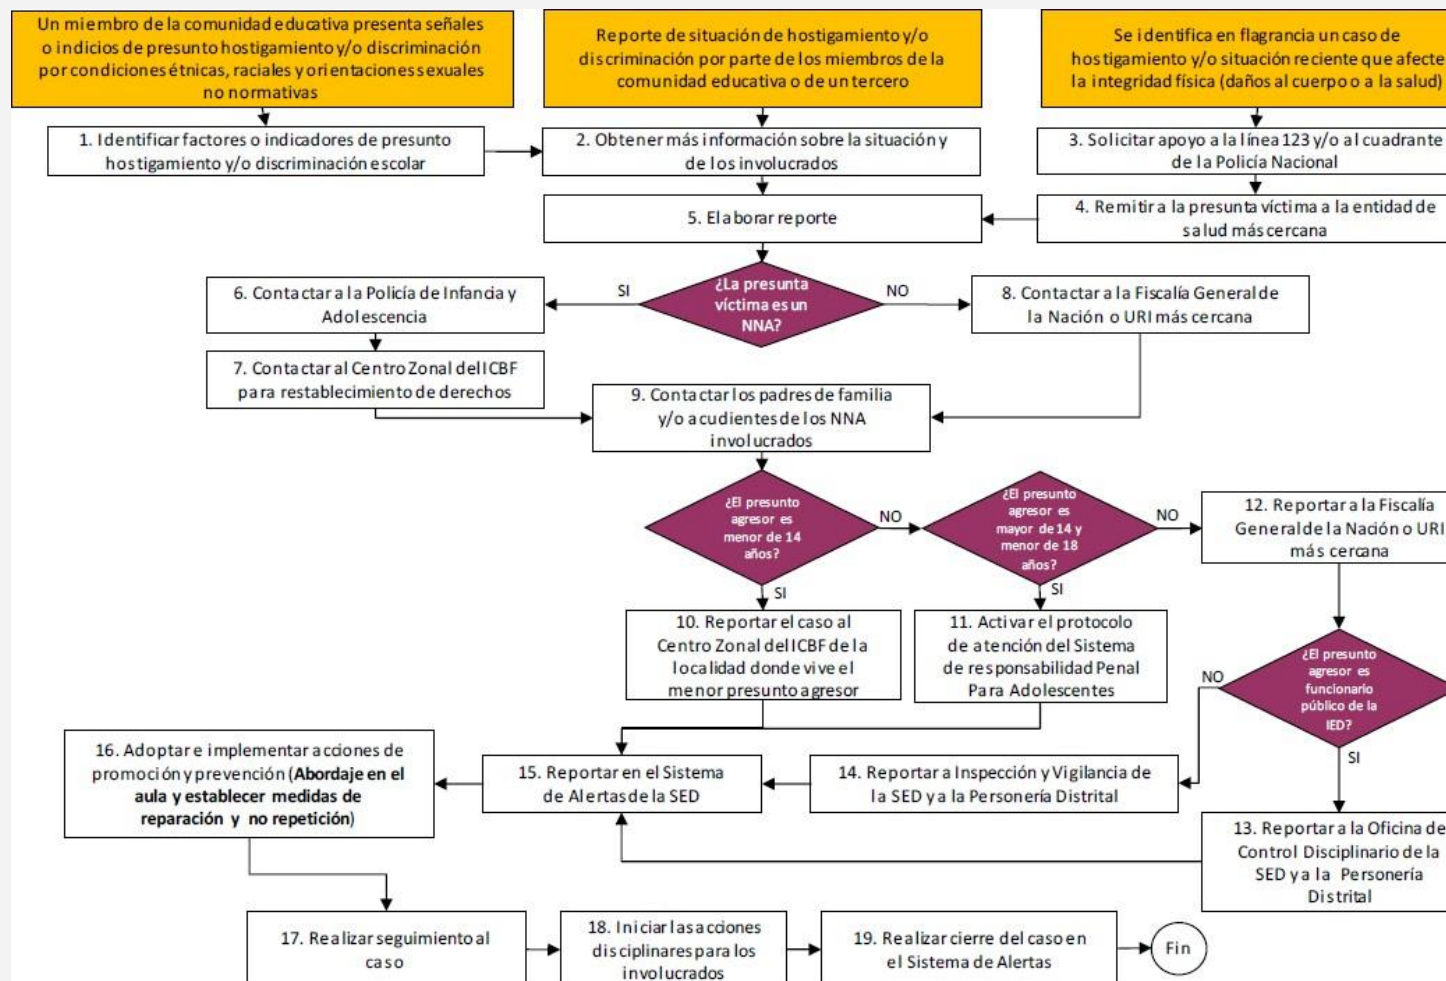 Un miembro de la comunidad educativa presenta señales
o indicios de presunto hostigamiento y/o discriminación
por condiciones étnicas, raciales y orientaciones sexuales
no normativas
Reporte de situación de hostigamiento y/o
discriminación por parte de los miembros de la
comunidad educativa o de un tercero
Se identifica en flagrancia un caso de
hostigamiento y/o situación reciente que afecte
la integridad física (daños al cuerpo o a la salud)
1. Identificar factores o indicadores de presunto
hostigamiento y/o discriminación escolar
2. Obtener más información sobre la situación y
de los involucrados
3. Solicitar apoyo a la línea 123 y/o al cuadrante
de la Policía Nacional
5. Elaborar reporte
4. Remitir a la presunta víctima a la entidad de
salud más cercana
6. Contactar a la Policía de Infancia y
Adolescencia
SI
¿La presunta
víctima es un
NNA?
NO
8. Contactar a la Fiscalía General de
la Nación o URI más cercana
7. Contactar al Centro Zonal del ICBF
para restablecimiento de derechos
9. Contactar los padres de familia
y/o acudientes de los NNA
involucrados
¿El presunto
agresor es
menor de 14
años?
NO
¿El presunto
agresor es
mayor de 14 y
menor de 18
años?
NO
12. Reportar a la Fiscalía
General de la Nación o URI
más cercana
SI
SI
10. Reportar el caso al
Centro Zonal del ICBF de la
localidad donde vive el
menor presunto agresor
11. Activar el protocolo
de atención del Sistema
de responsabilidad Penal
Para Adolescentes
¿El presunto
agresor es
funcionario
público de la
IED?
NO
SI
16. Adoptar e implementar acciones de
promoción y prevención (Abordaje en el
aula y establecer medidas de
reparación y no repetición)
15. Reportar en el Sistema
de Alertas de la SED
14. Reportar a Inspección y Vigilancia de
la SED y a la Personería Distrital
13. Reportar a la Oficina de
Control Disciplinario de la
SED y a la Personería
Distrital
17. Realizar seguimiento al
caso
18. Iniciar las acciones
disciplinares para los
involucrados
19. Realizar cierre del caso en
el Sistema de Alertas
Fin